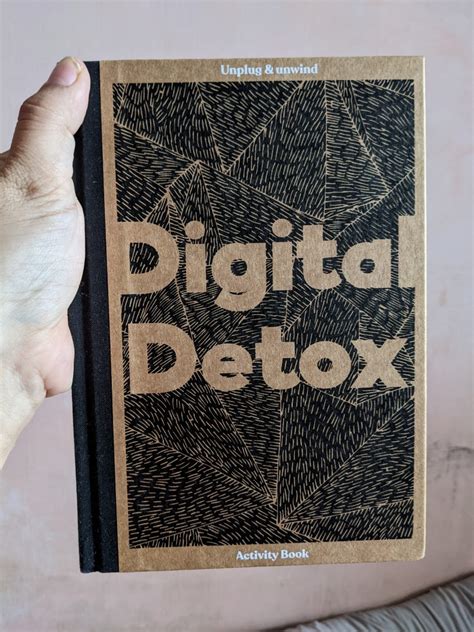 Unplug & unwind
Digital
Detox
Activity Book